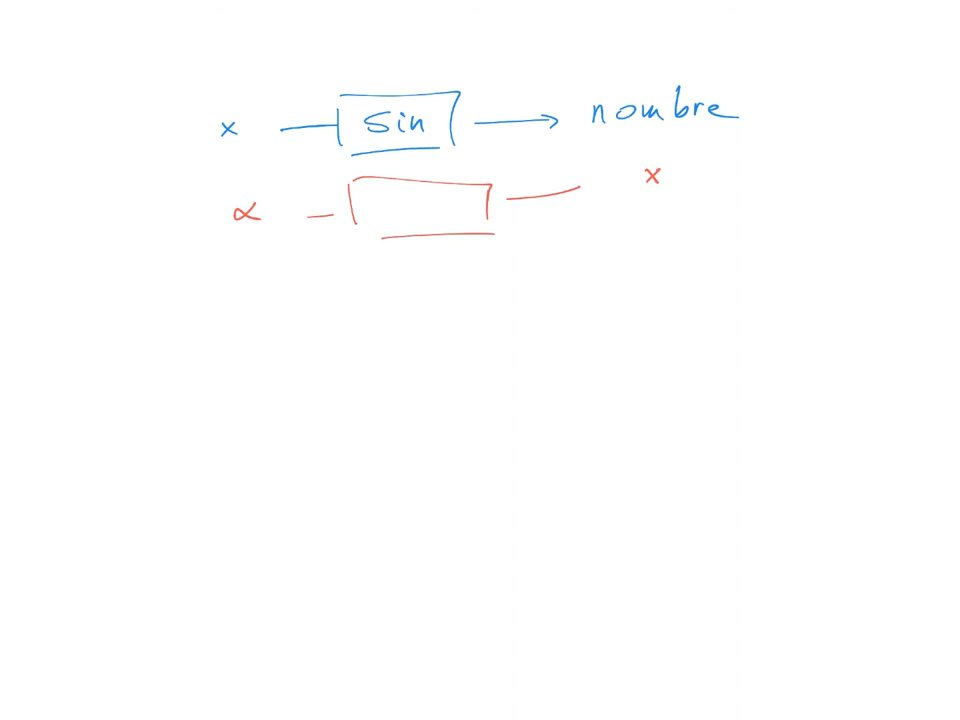 x sin nombre
α x